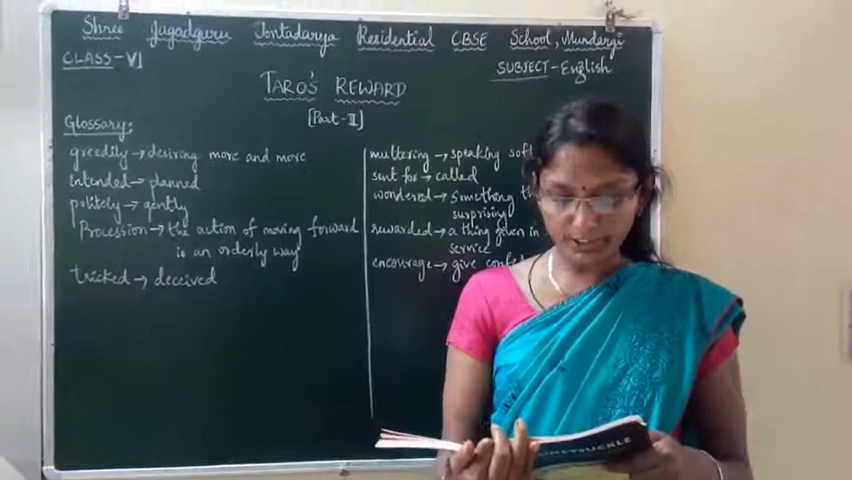 Shree Jagadguru Tontadarya Residential CBSE School, Mundargi
CLASS-VI
SUBJECT-English
TARO'S REWARD
[Part-II]
Glossary:
greedily → desiring more and more
intended → planned
politely → gently
Procession → the action of moving forward
is an orderly way
tricked → deceived
muttering → speaking
sent for → called
wondered → something
surprising
rewarded → a thing given in
service
encourage → give